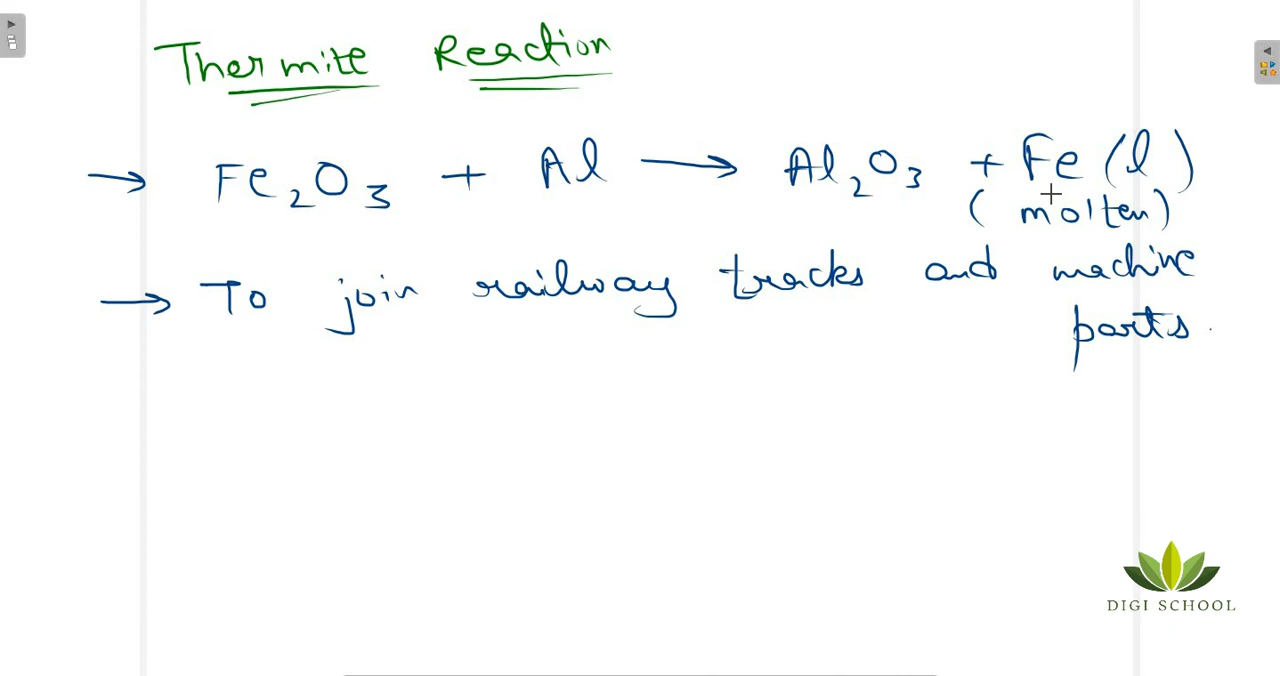 Thermite Reaction
→ Fe₂O₃ + Al → Al₂O₃ + Fe (l)
(molten)
→ To join railway tracks and machine
parts.
DIGI SCHOOL